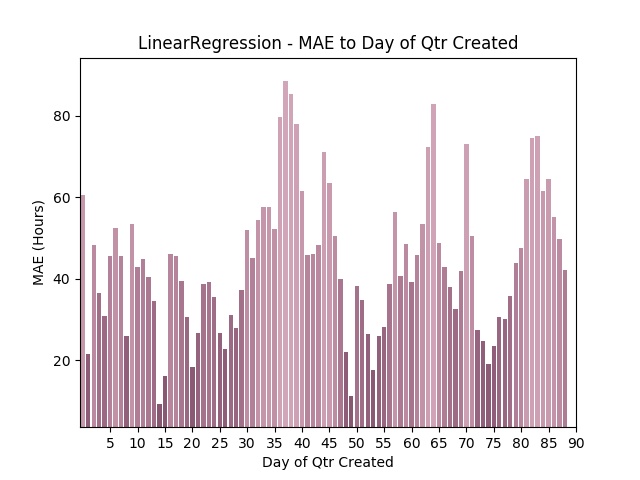 LinearRegression - MAE to Day of Qtr Created
80
60
40
20
MAE (Hours)
5 10 15 20 25 30 35 40 45 50 55 60 65 70 75 80 85 90
Day of Qtr Created